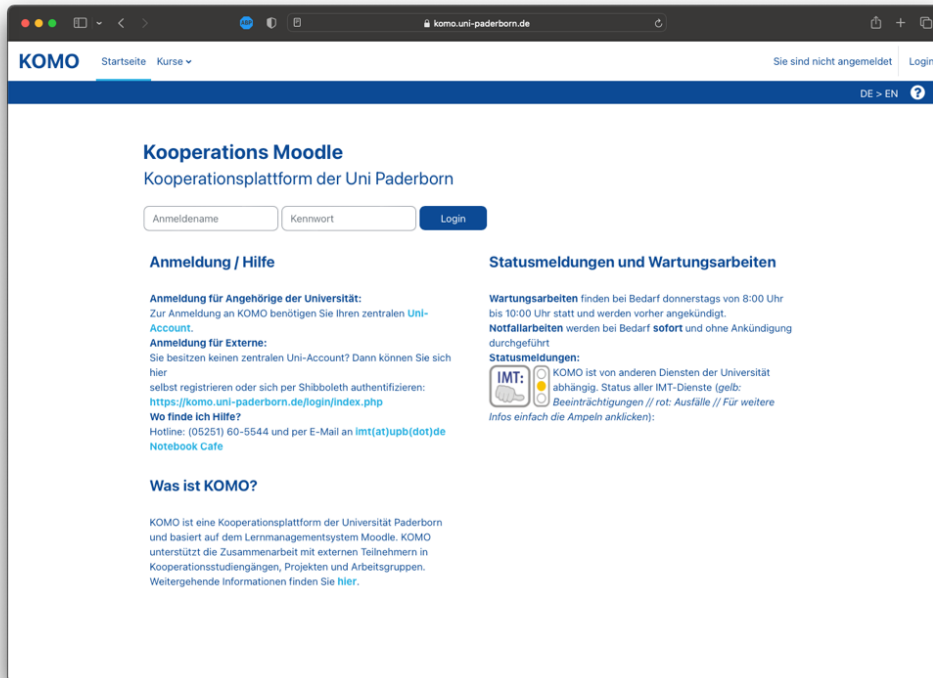 ABP
komo.uni-paderborn.de
KOMO Startseite Kurse Sie sind nicht angemeldet Login
DE > EN ?
Kooperations Moodle
Kooperationsplattform der Uni Paderborn
Anmeldename Kennwort Login
Anmeldung / Hilfe
Anmeldung für Angehörige der Universität:
Zur Anmeldung an KOMO benötigen Sie Ihren zentralen Uni-
Account.
Anmeldung für Externe:
Sie besitzen keinen zentralen Uni-Account? Dann können Sie sich
hier
selbst registrieren oder sich per Shibboleth authentifizieren:
https://komo.uni-paderborn.de/login/index.php
Wo finde ich Hilfe?
Hotline: (05251) 60-5544 und per E-Mail an imt(at)upb(dot)de
Notebook Cafe
Was ist KOMO?
KOMO ist eine Kooperationsplattform der Universität Paderborn
und basiert auf dem Lernmanagementsystem Moodle. KOMO
unterstützt die Zusammenarbeit mit externen Teilnehmern in
Kooperationsstudiengängen, Projekten und Arbeitsgruppen.
Weitergehende Informationen finden Sie hier.
Statusmeldungen und Wartungsarbeiten
Wartungsarbeiten finden bei Bedarf donnerstags von 8:00 Uhr
bis 10:00 Uhr statt und werden vorher angekündigt.
Notfallarbeiten werden bei Bedarf sofort und ohne Ankündigung
durchgeführt
Statusmeldungen:
IMT: KOMO ist von anderen Diensten der Universität
abhängig. Status aller IMT-Dienste (gelb:
Beeinträchtigungen // rot: Ausfälle // Für weitere
Infos einfach die Ampeln anklicken):